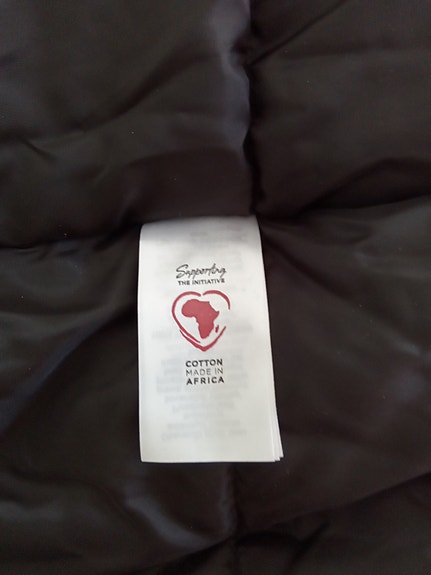 Supporting
THE INITIATIVE
COTTON
MADE IN
AFRICA